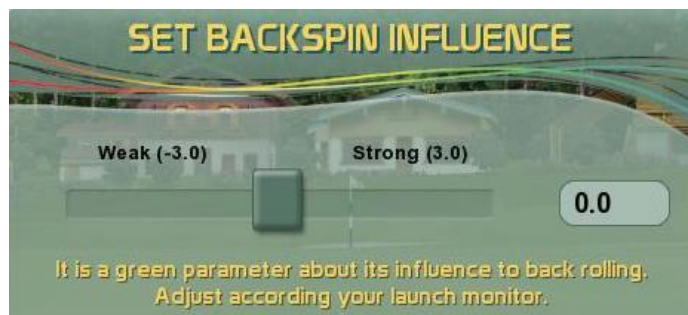 SET BACKSPIN INFLUENCE
Weak (-3.0) Strong (3.0)
0.0
It is a green parameter about its influence to back rolling.
Adjust according your launch monitor.